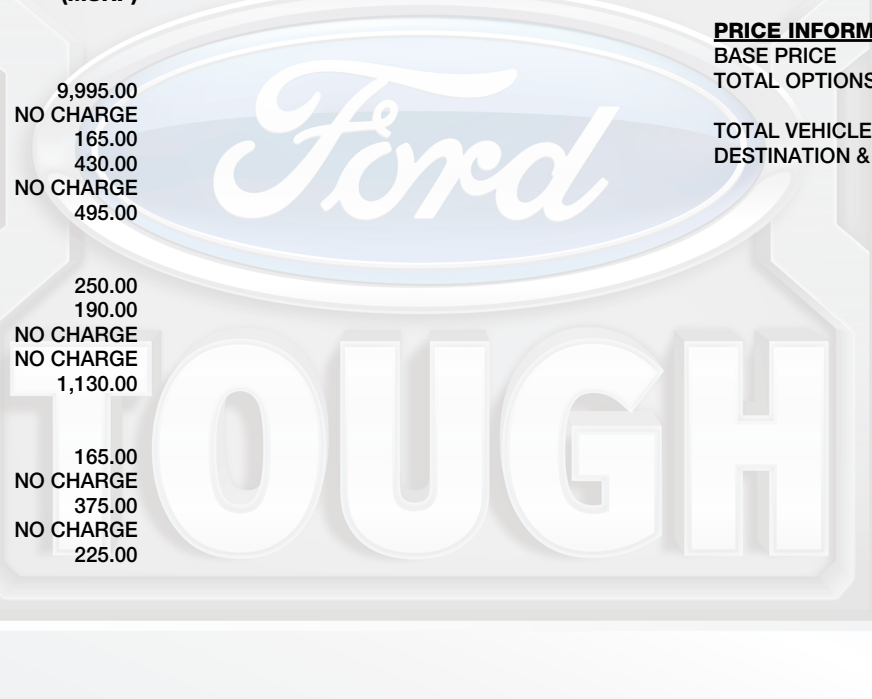 (MSRP)
9,995.00
NO CHARGE
165.00
430.00
NO CHARGE
495.00
250.00
190.00
NO CHARGE
NO CHARGE
1,130.00
165.00
NO CHARGE
375.00
NO CHARGE
225.00
PRICE INFORM
BASE PRICE
TOTAL OPTIONS
TOTAL VEHICLE
DESTINATION &
Ford
TOUGH